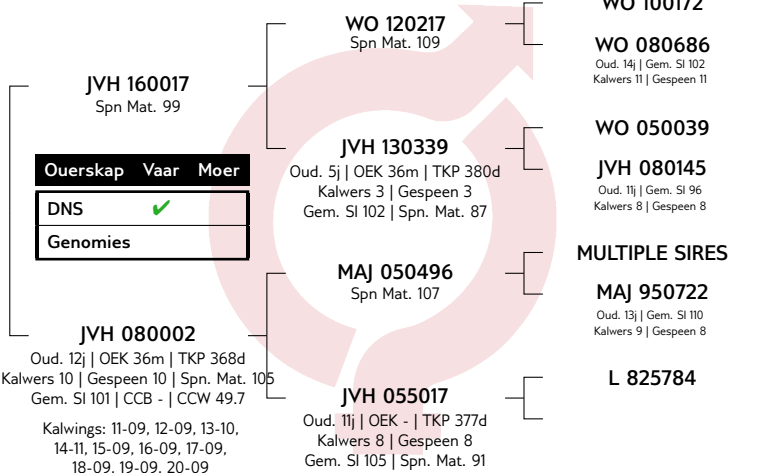 WO 100172
WO 120217
Spn Mat. 109
WO 080686
Oud. 14j | Gem. SI 102
Kalwers 11 | Gespeen 11
JVH 160017
Spn Mat. 99
WO 050039
JVH 130339
Oud. 5j | OEK 36m | TKP 380d
Kalwers 3 | Gespeen 3
Gem. SI 102 | Spn. Mat. 87
JVH 080145
Oud. 11j | Gem. SI 96
Kalwers 8 | Gespeen 8
Ouerskap Vaar Moer
DNS ✔
Genomies
MULTIPLE SIRES
MAJ 050496
Spn Mat. 107
MAJ 950722
Oud. 13j | Gem. SI 110
Kalwers 9 | Gespeen 8
JVH 080002
Oud. 12j | OEK 36m | TKP 368d
Kalwers 10 | Gespeen 10 | Spn. Mat. 105
Gem. SI 101 | CCB - | CCW 49.7
Kalwings: 11-09, 12-09, 13-10,
14-11, 15-09, 16-09, 17-09,
18-09, 19-09, 20-09
L 825784
JVH 055017
Oud. 11j | OEK - | TKP 377d
Kalwers 8 | Gespeen 8
Gem. SI 105 | Spn. Mat. 91